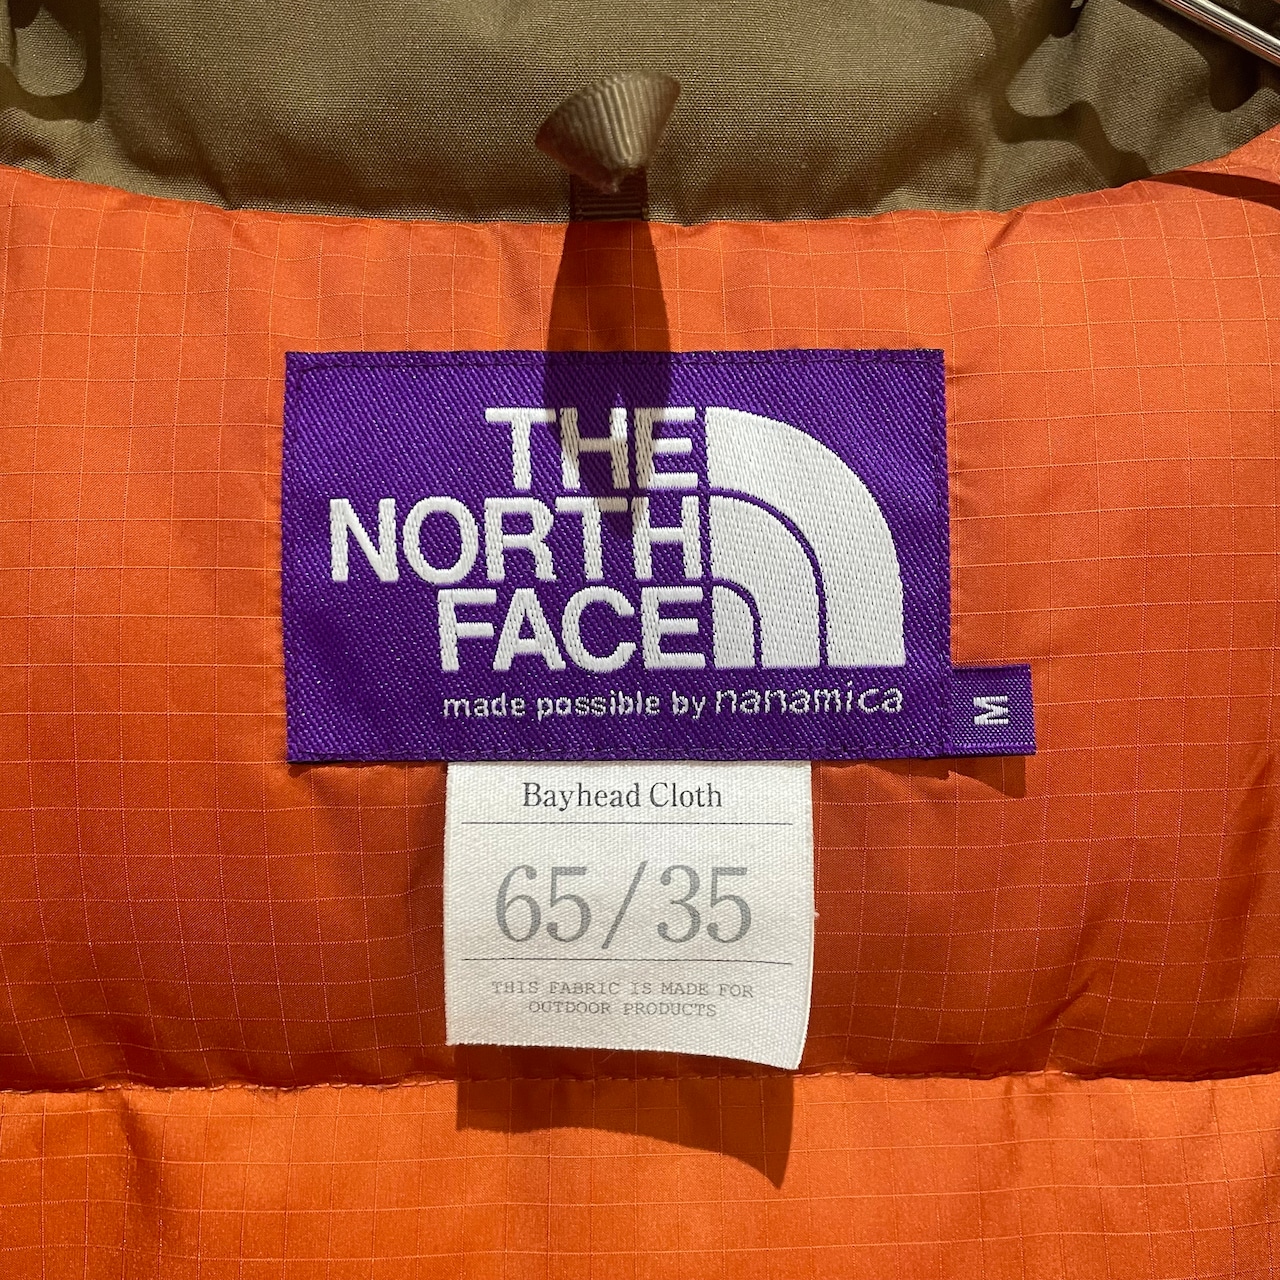 THE
NORTH
FACE
made possible by nanamica
M
Bayhead Cloth
65/35
THIS FABRIC IS MADE FOR
OUTDOOR PRODUCTS